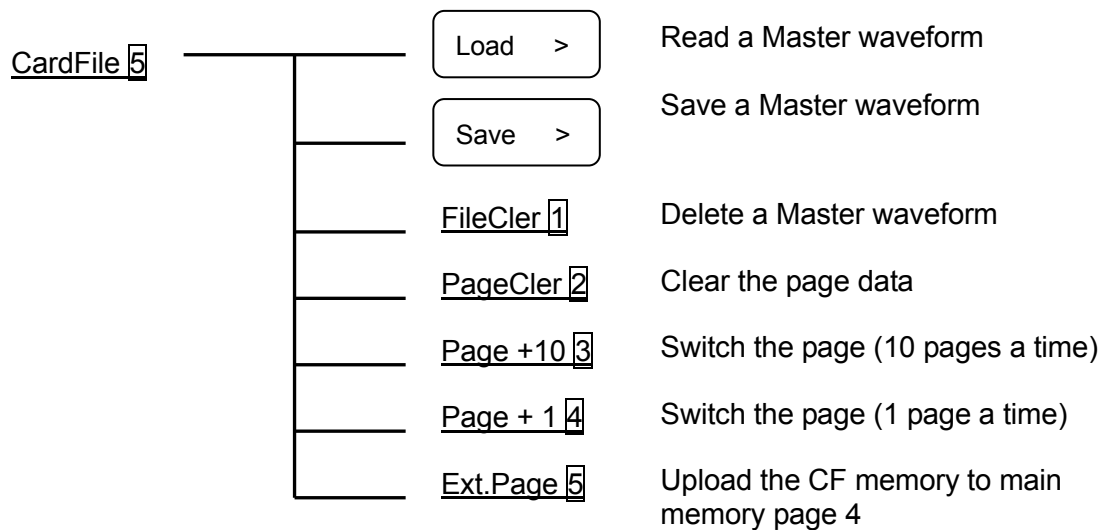 CardFile 5
Load > Read a Master waveform
Save > Save a Master waveform
FileCler 1 Delete a Master waveform
PageCler 2 Clear the page data
Page +10 3 Switch the page (10 pages a time)
Page + 1 4 Switch the page (1 page a time)
Ext.Page 5 Upload the CF memory to main
memory page 4